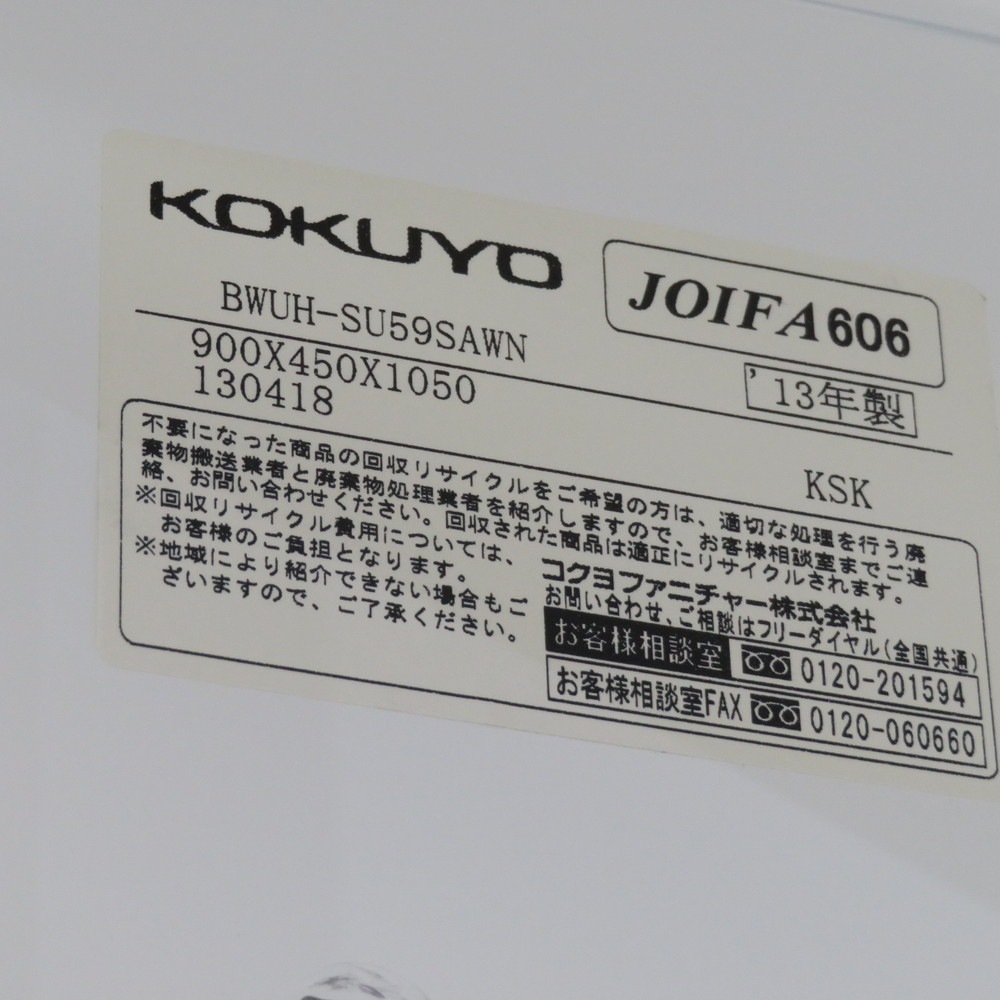 KOKUYO
JOIFA606
BWUH-SU59SAWN
'13年製
900X450X1050
130418
KSK
不要になった商品の回収リサイクルをご希望の方は、適切な処理を行う廃
棄物搬送業者と廃棄物処理業者を紹介しますので、お客様相談室までご連
絡、お問い合わせください。回収された商品は適正にリサイクルされます。
※回収リサイクル費用については、
お客様のご負担となります。
※地域により紹介できない場合もご
ざいますので、ご了承ください。
コクヨファニチャー株式会社
お問い合わせ、ご相談はフリーダイヤル(全国共通)
お客様相談室 0120-201594
お客様相談室FAX 0120-060660